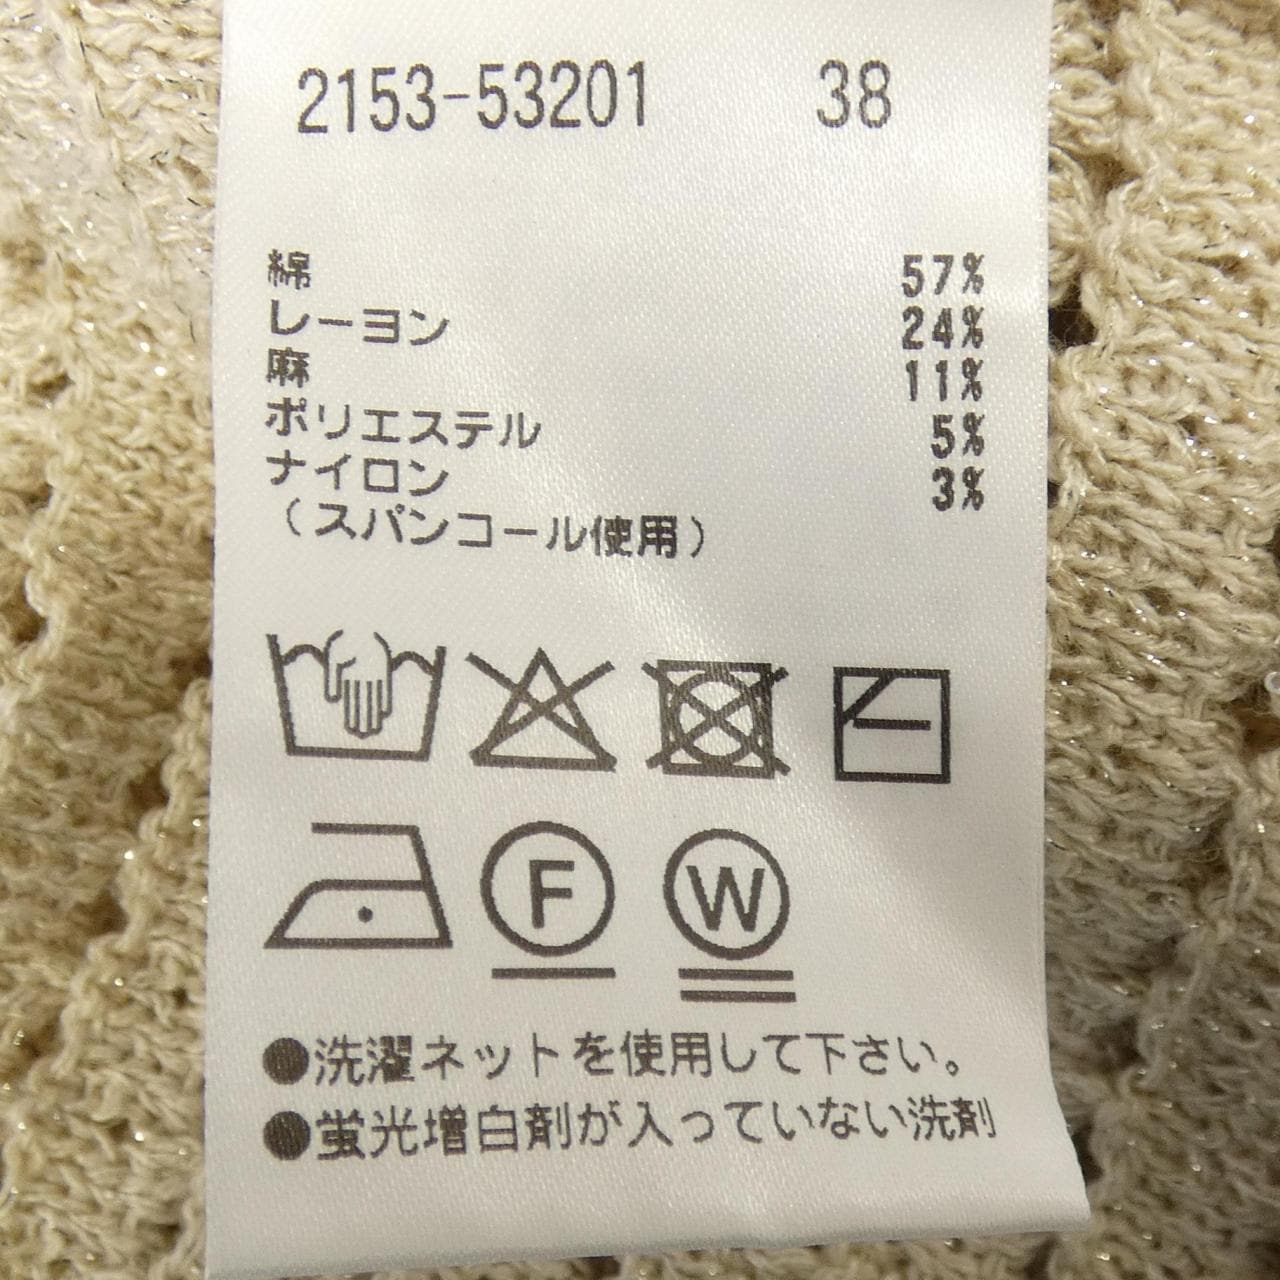 2153-53201 38
綿 57%
レーヨン 24%
麻 11%
ポリエステル 5%
ナイロン 3%
（スパンコール使用）
F W
●洗濯ネットを使用して下さい。
●蛍光増白剤が入っていない洗剤